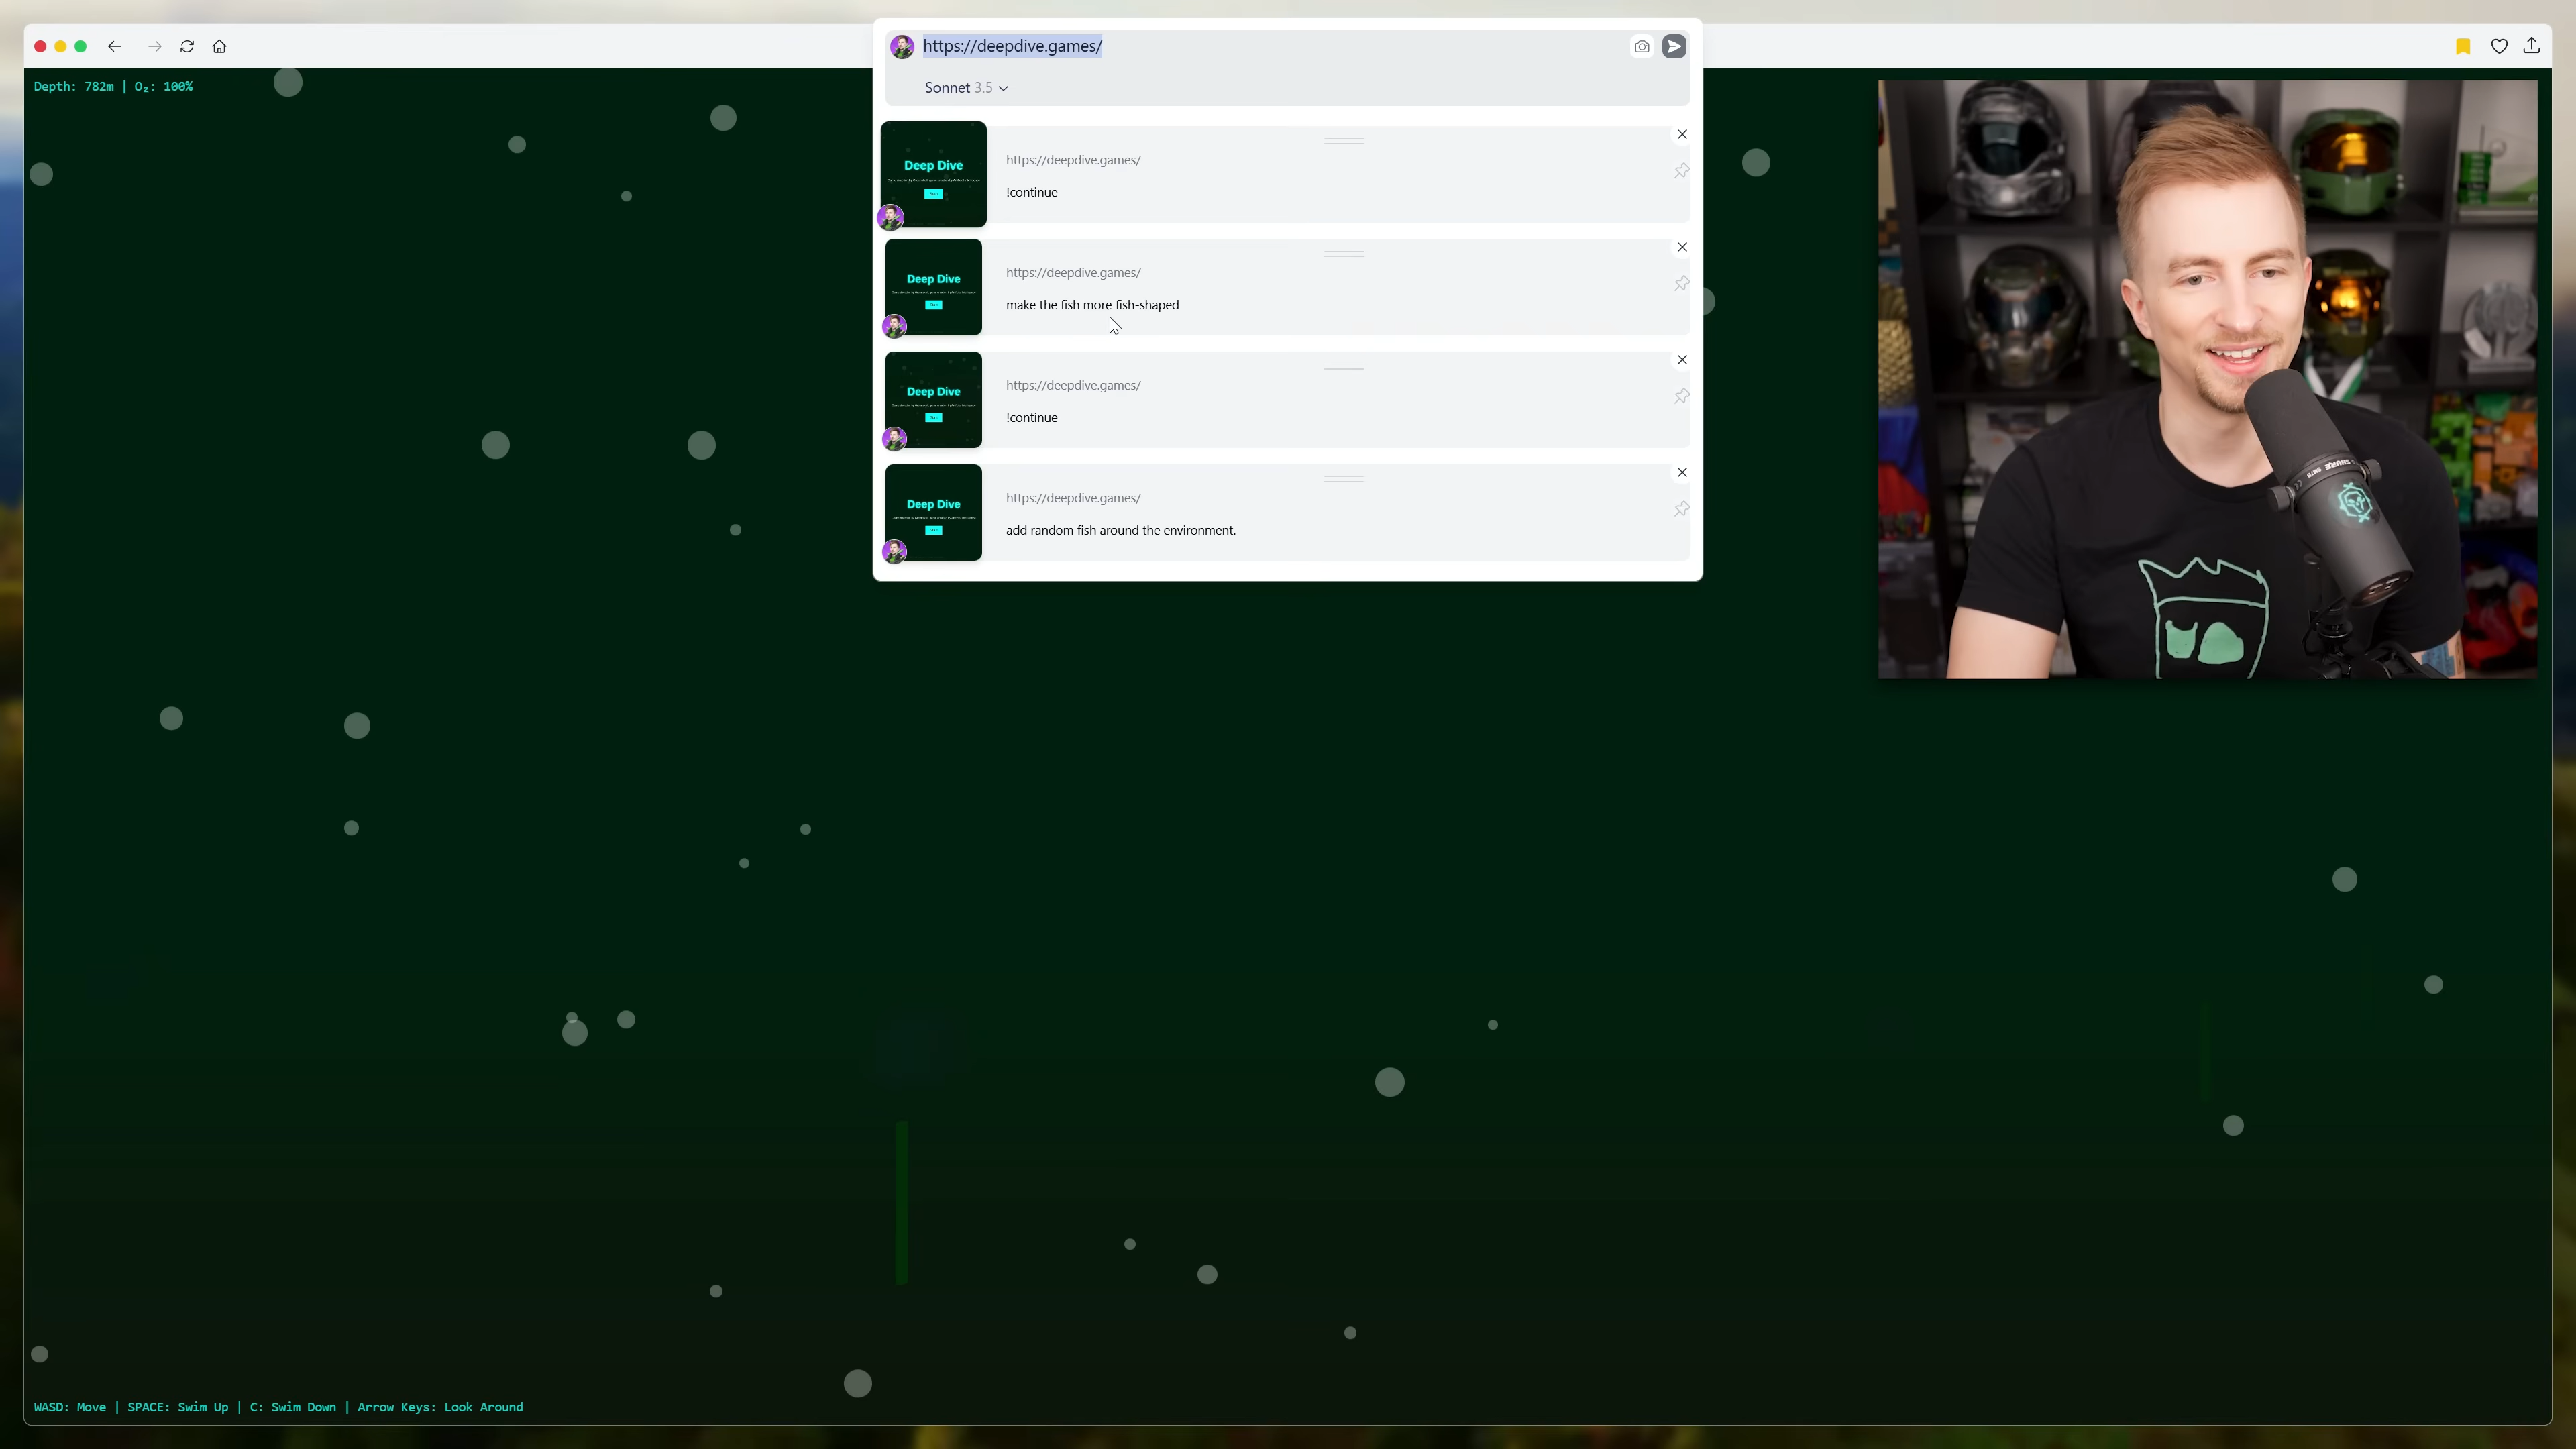 https://deepdive.games/
Sonnet 3.5
Depth: 782m | O₂: 100%
Deep Dive
https://deepdive.games/
!continue
Deep Dive
https://deepdive.games/
make the fish more fish-shaped
Deep Dive
https://deepdive.games/
!continue
Deep Dive
https://deepdive.games/
add random fish around the environment.
SHURE SM7B
WASD: Move | SPACE: Swim Up | C: Swim Down | Arrow Keys: Look Around